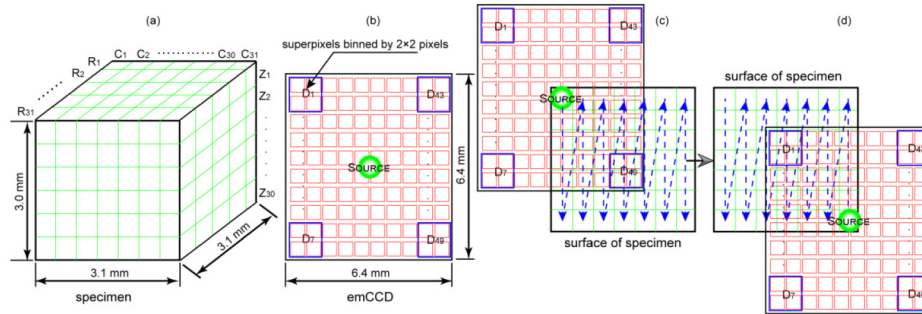 (a)
C1 C2 ........... C30 C31
R1
R2
R31
Z1
Z2
Z30
3.0 mm
3.1 mm
3.1 mm
specimen
(b)
superpixels binned by 2×2 pixels
D1
D43
SOURCE
D7
D49
6.4 mm
6.4 mm
emCCD
(c)
D1
D43
SOURCE
D7
D49
surface of specimen
(d)
surface of specimen
D1
D43
SOURCE
D7